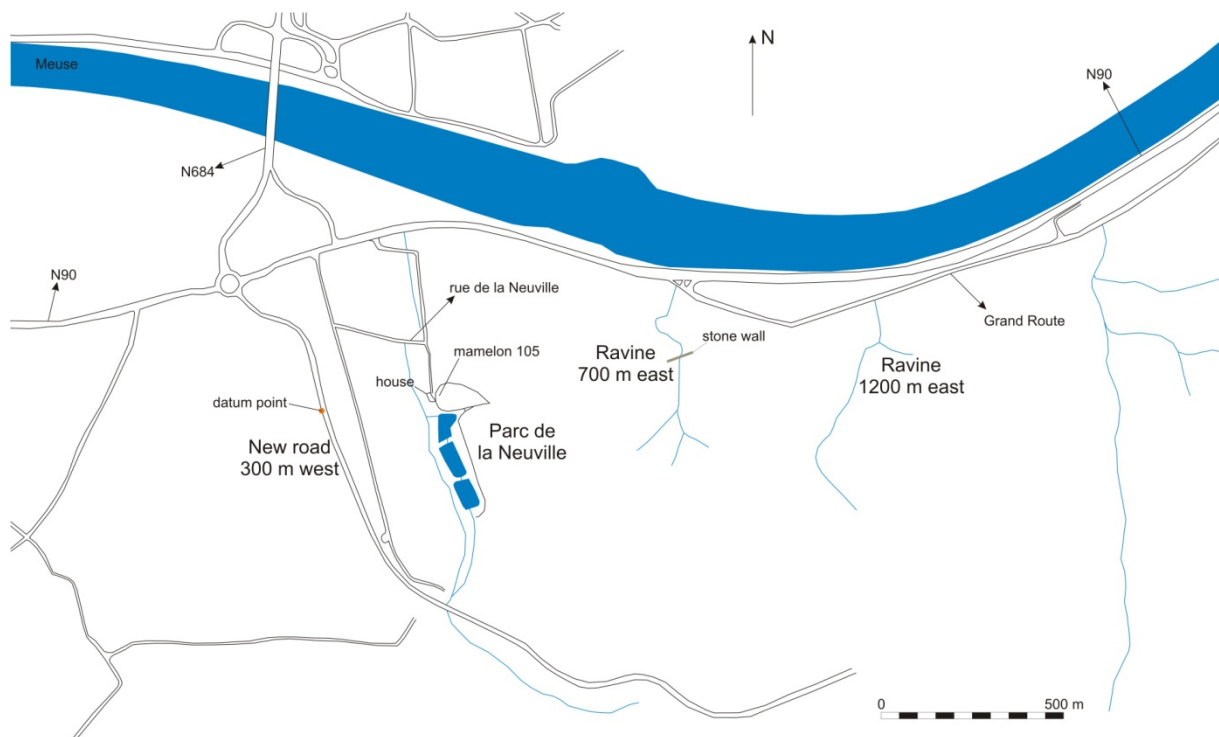 N
Meuse
N90
N684
N90
rue de la Neuville
Grand Route
stone wall
mamelon 105
Ravine
700 m east
Ravine
1200 m east
house
datum point
New road
300 m west
Parc de
la Neuville
0 500 m